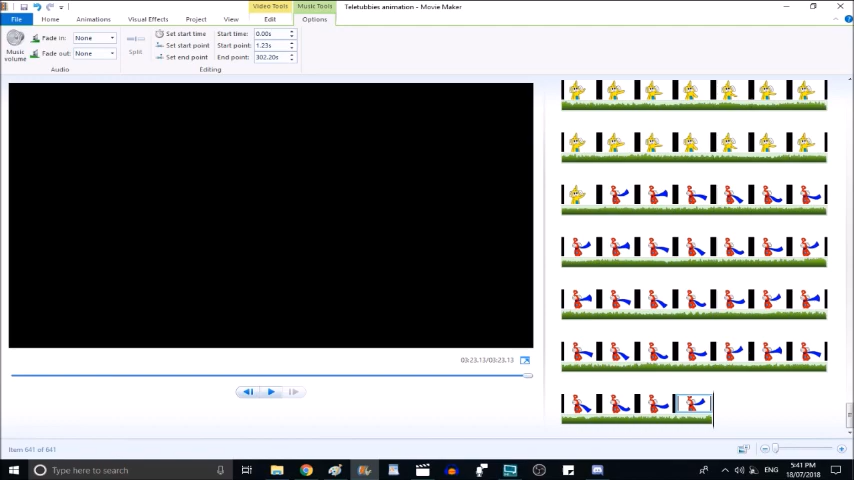 Video Tools Music Tools Teletubbies animation - Movie Maker
File Home Animations Visual Effects Project View Edit Options
Music volume
Fade in: None
Fade out: None
Split
Set start time
Set start point
Set end point
Start time: 0.00s
Start point: 1.23s
End point: 302.20s
Audio Editing
03:23.13/03:23.13
Item 641 of 641
Type here to search
ENG
5:41 PM
18/07/2018